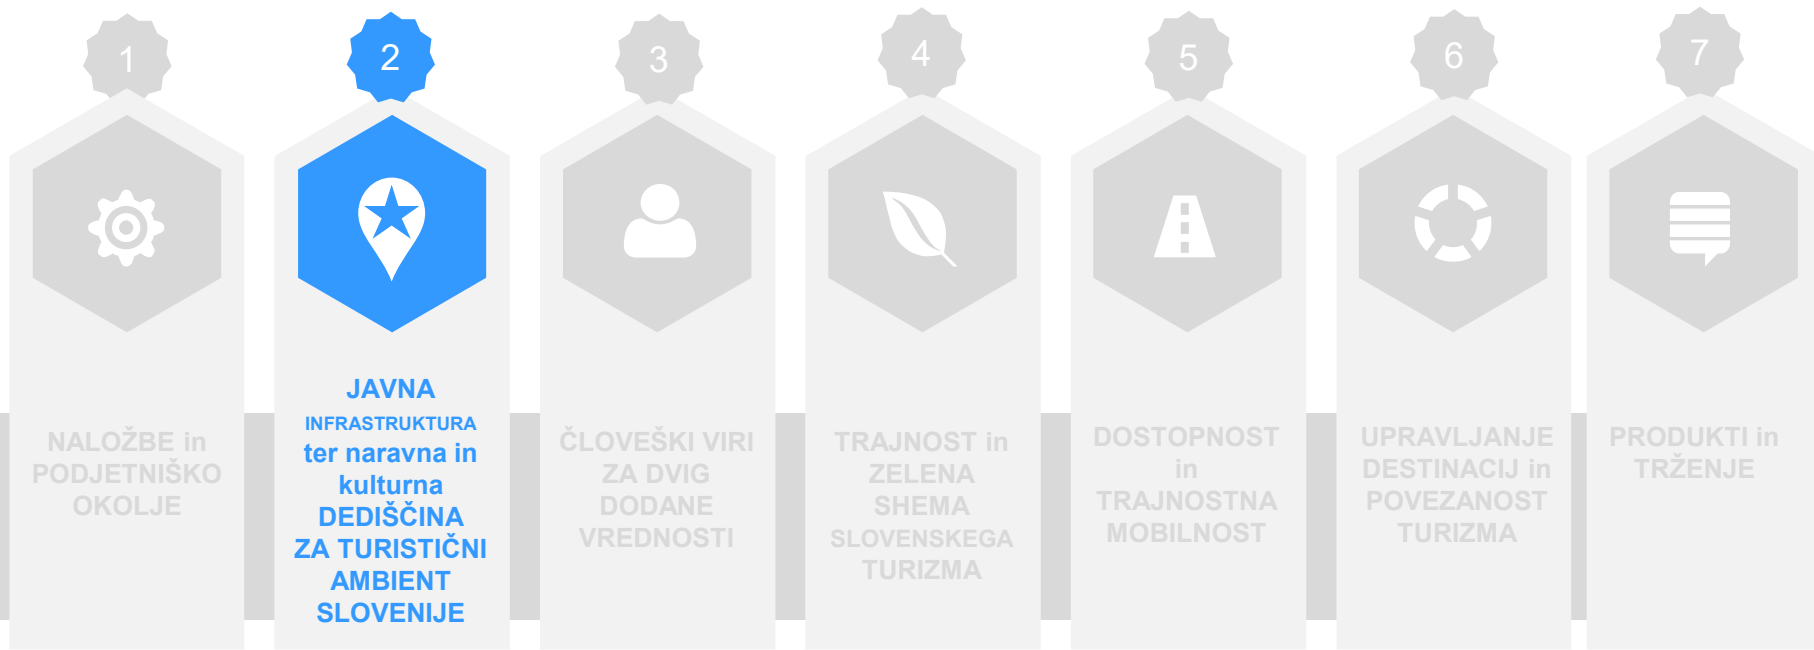 1
NALOŽBE in
PODJETNIŠKO
OKOLJE
2
JAVNA
INFRASTRUKTURA
ter naravna in
kulturna
DEDIŠČINA
ZA TURISTIČNI
AMBIENT
SLOVENIJE
3
ČLOVEŠKI VIRI
ZA DVIG
DODANE
VREDNOSTI
4
TRAJNOST in
ZELENA
SHEMA
SLOVENSKEGA
TURIZMA
5
DOSTOPNOST
in
TRAJNOSTNA
MOBILNOST
6
UPRAVLJANJE
DESTINACIJ in
POVEZANOST
TURIZMA
7
PRODUKTI in
TRŽENJE